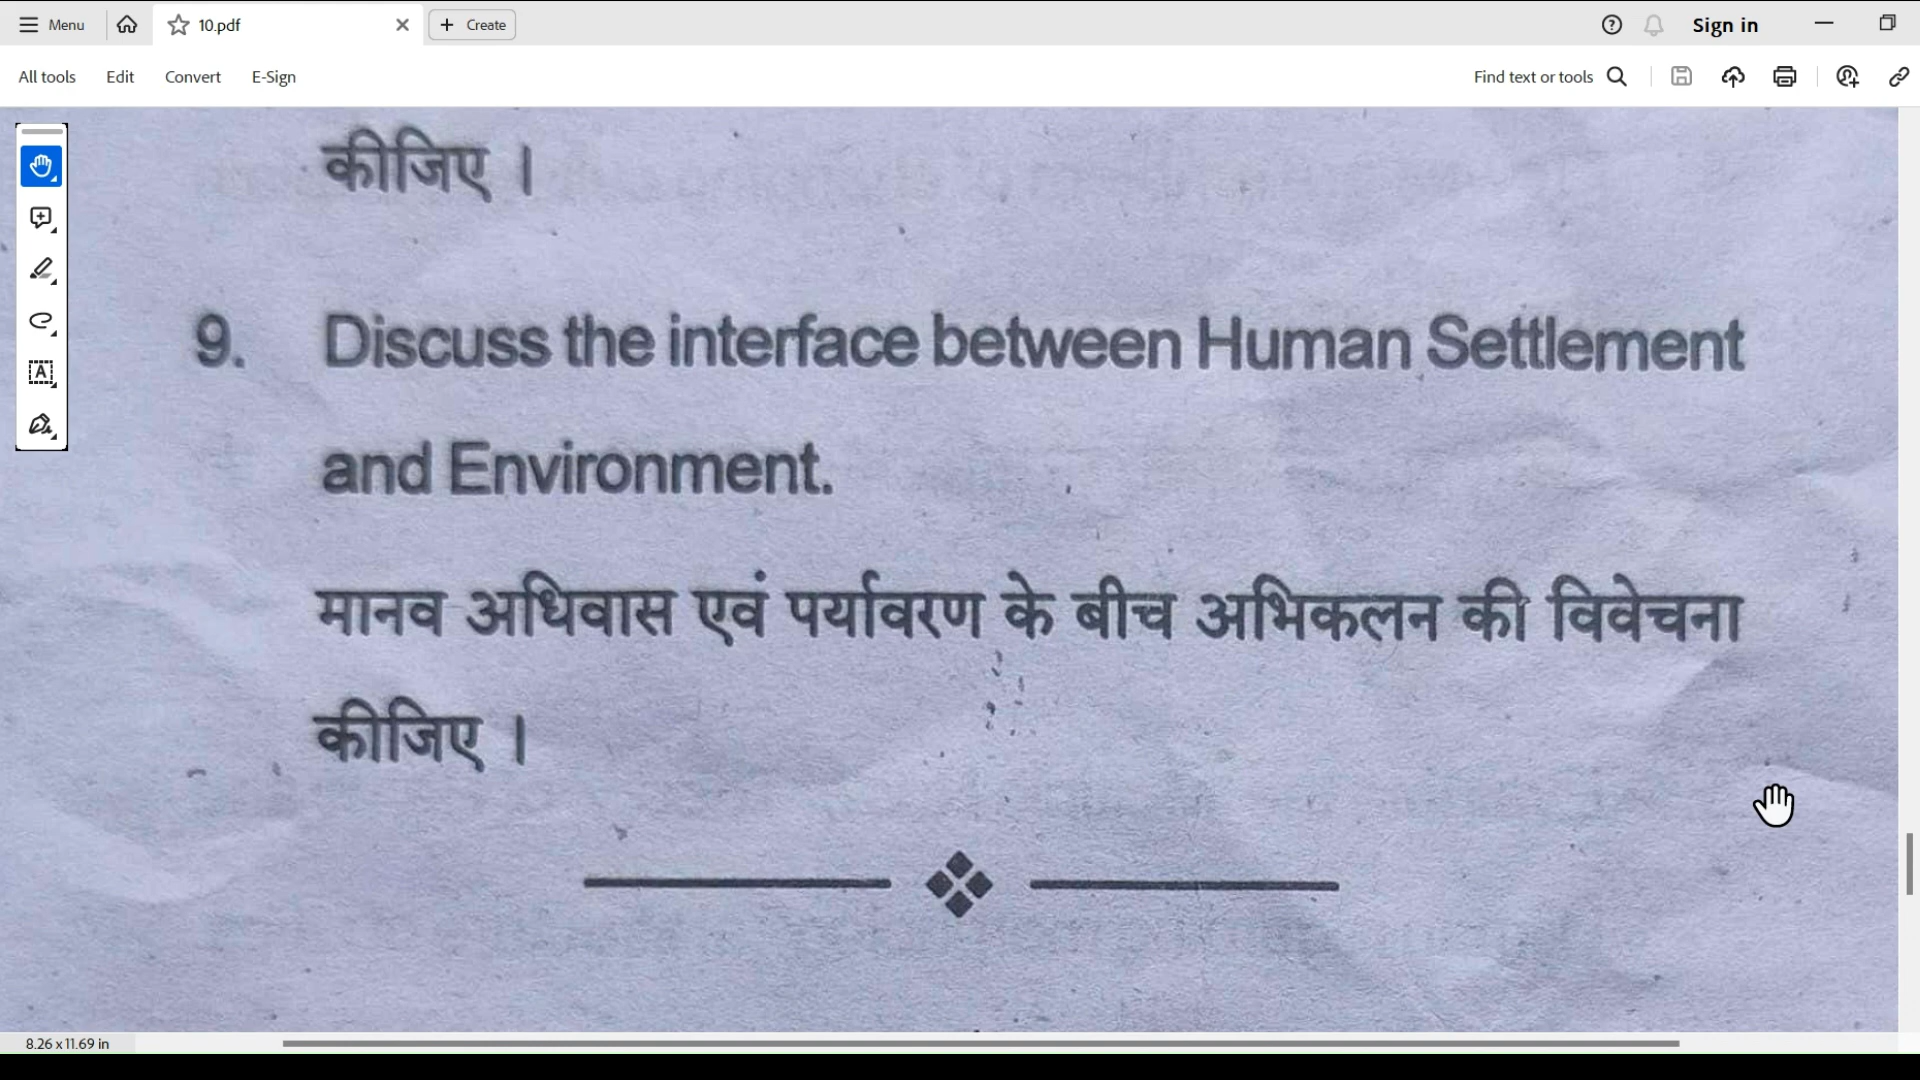 Menu
10.pdf
Create
Sign in
All tools
Edit
Convert
E-Sign
Find text or tools
कीजिए ।
9. Discuss the interface between Human Settlement
and Environment.
मानव अधिवास एवं पर्यावरण के बीच अभिकलन की विवेचना
कीजिए ।
8.26 x 11.69 in